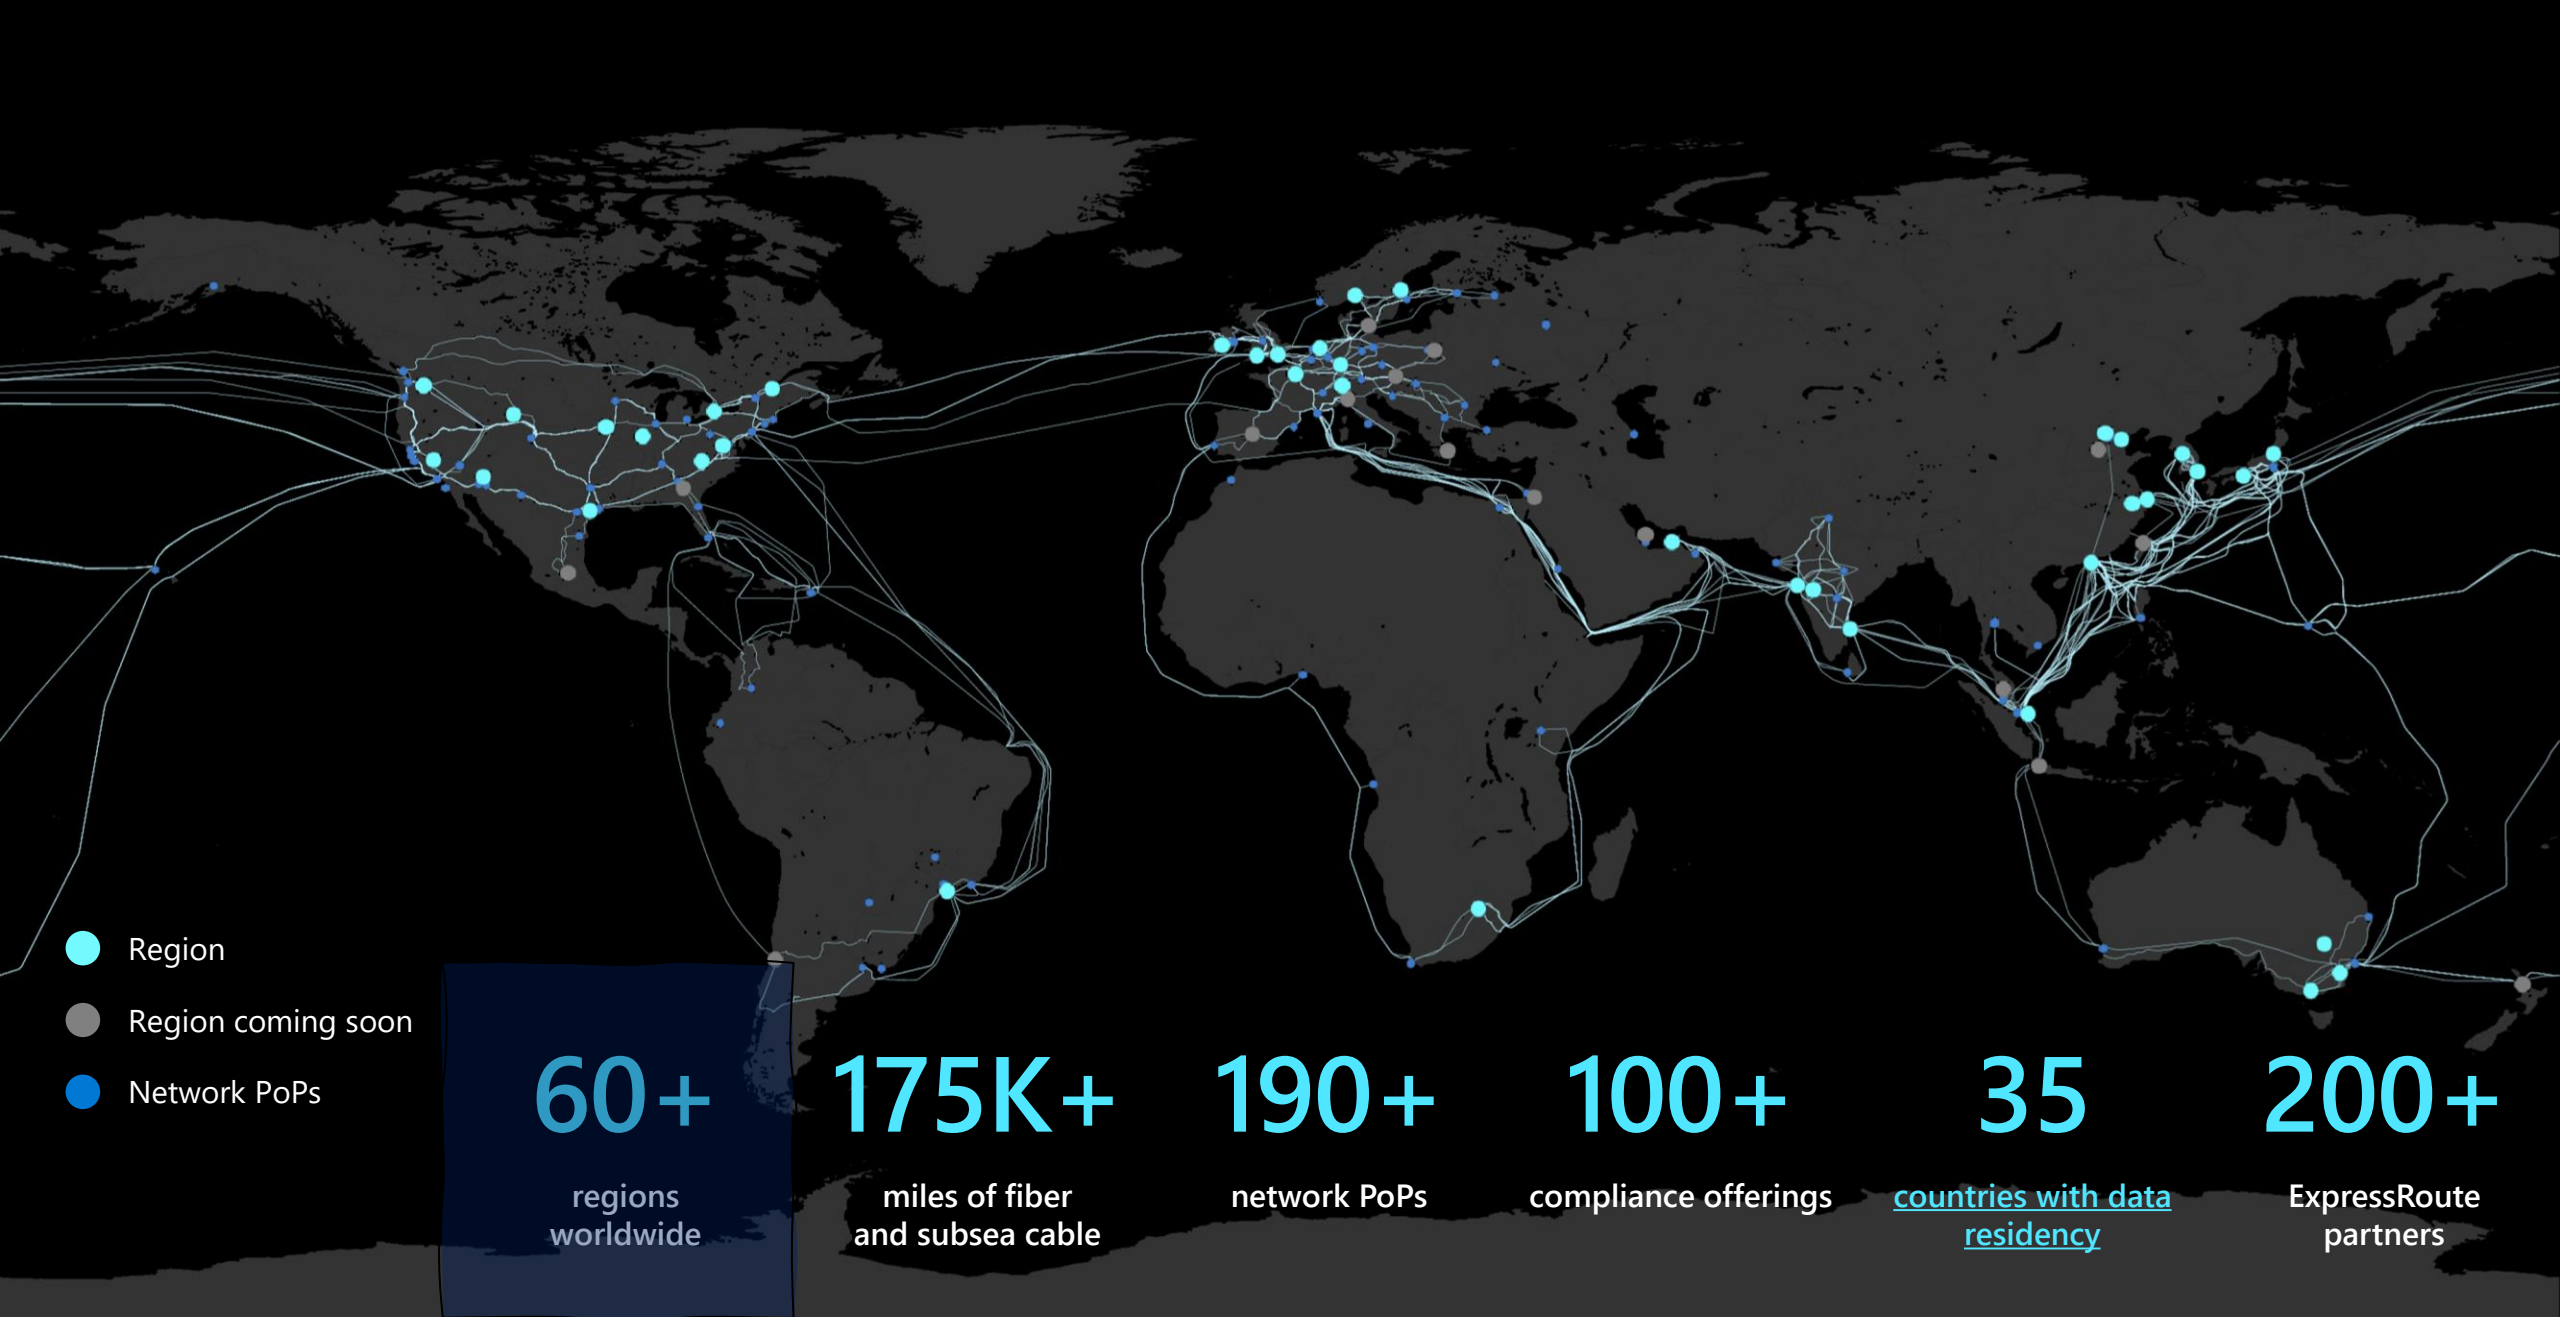 Region
Region coming soon
Network PoPs
60+
regions
worldwide
175K+
miles of fiber
and subsea cable
190+
network PoPs
100+
compliance offerings
35
countries with data
residency
200+
ExpressRoute
partners